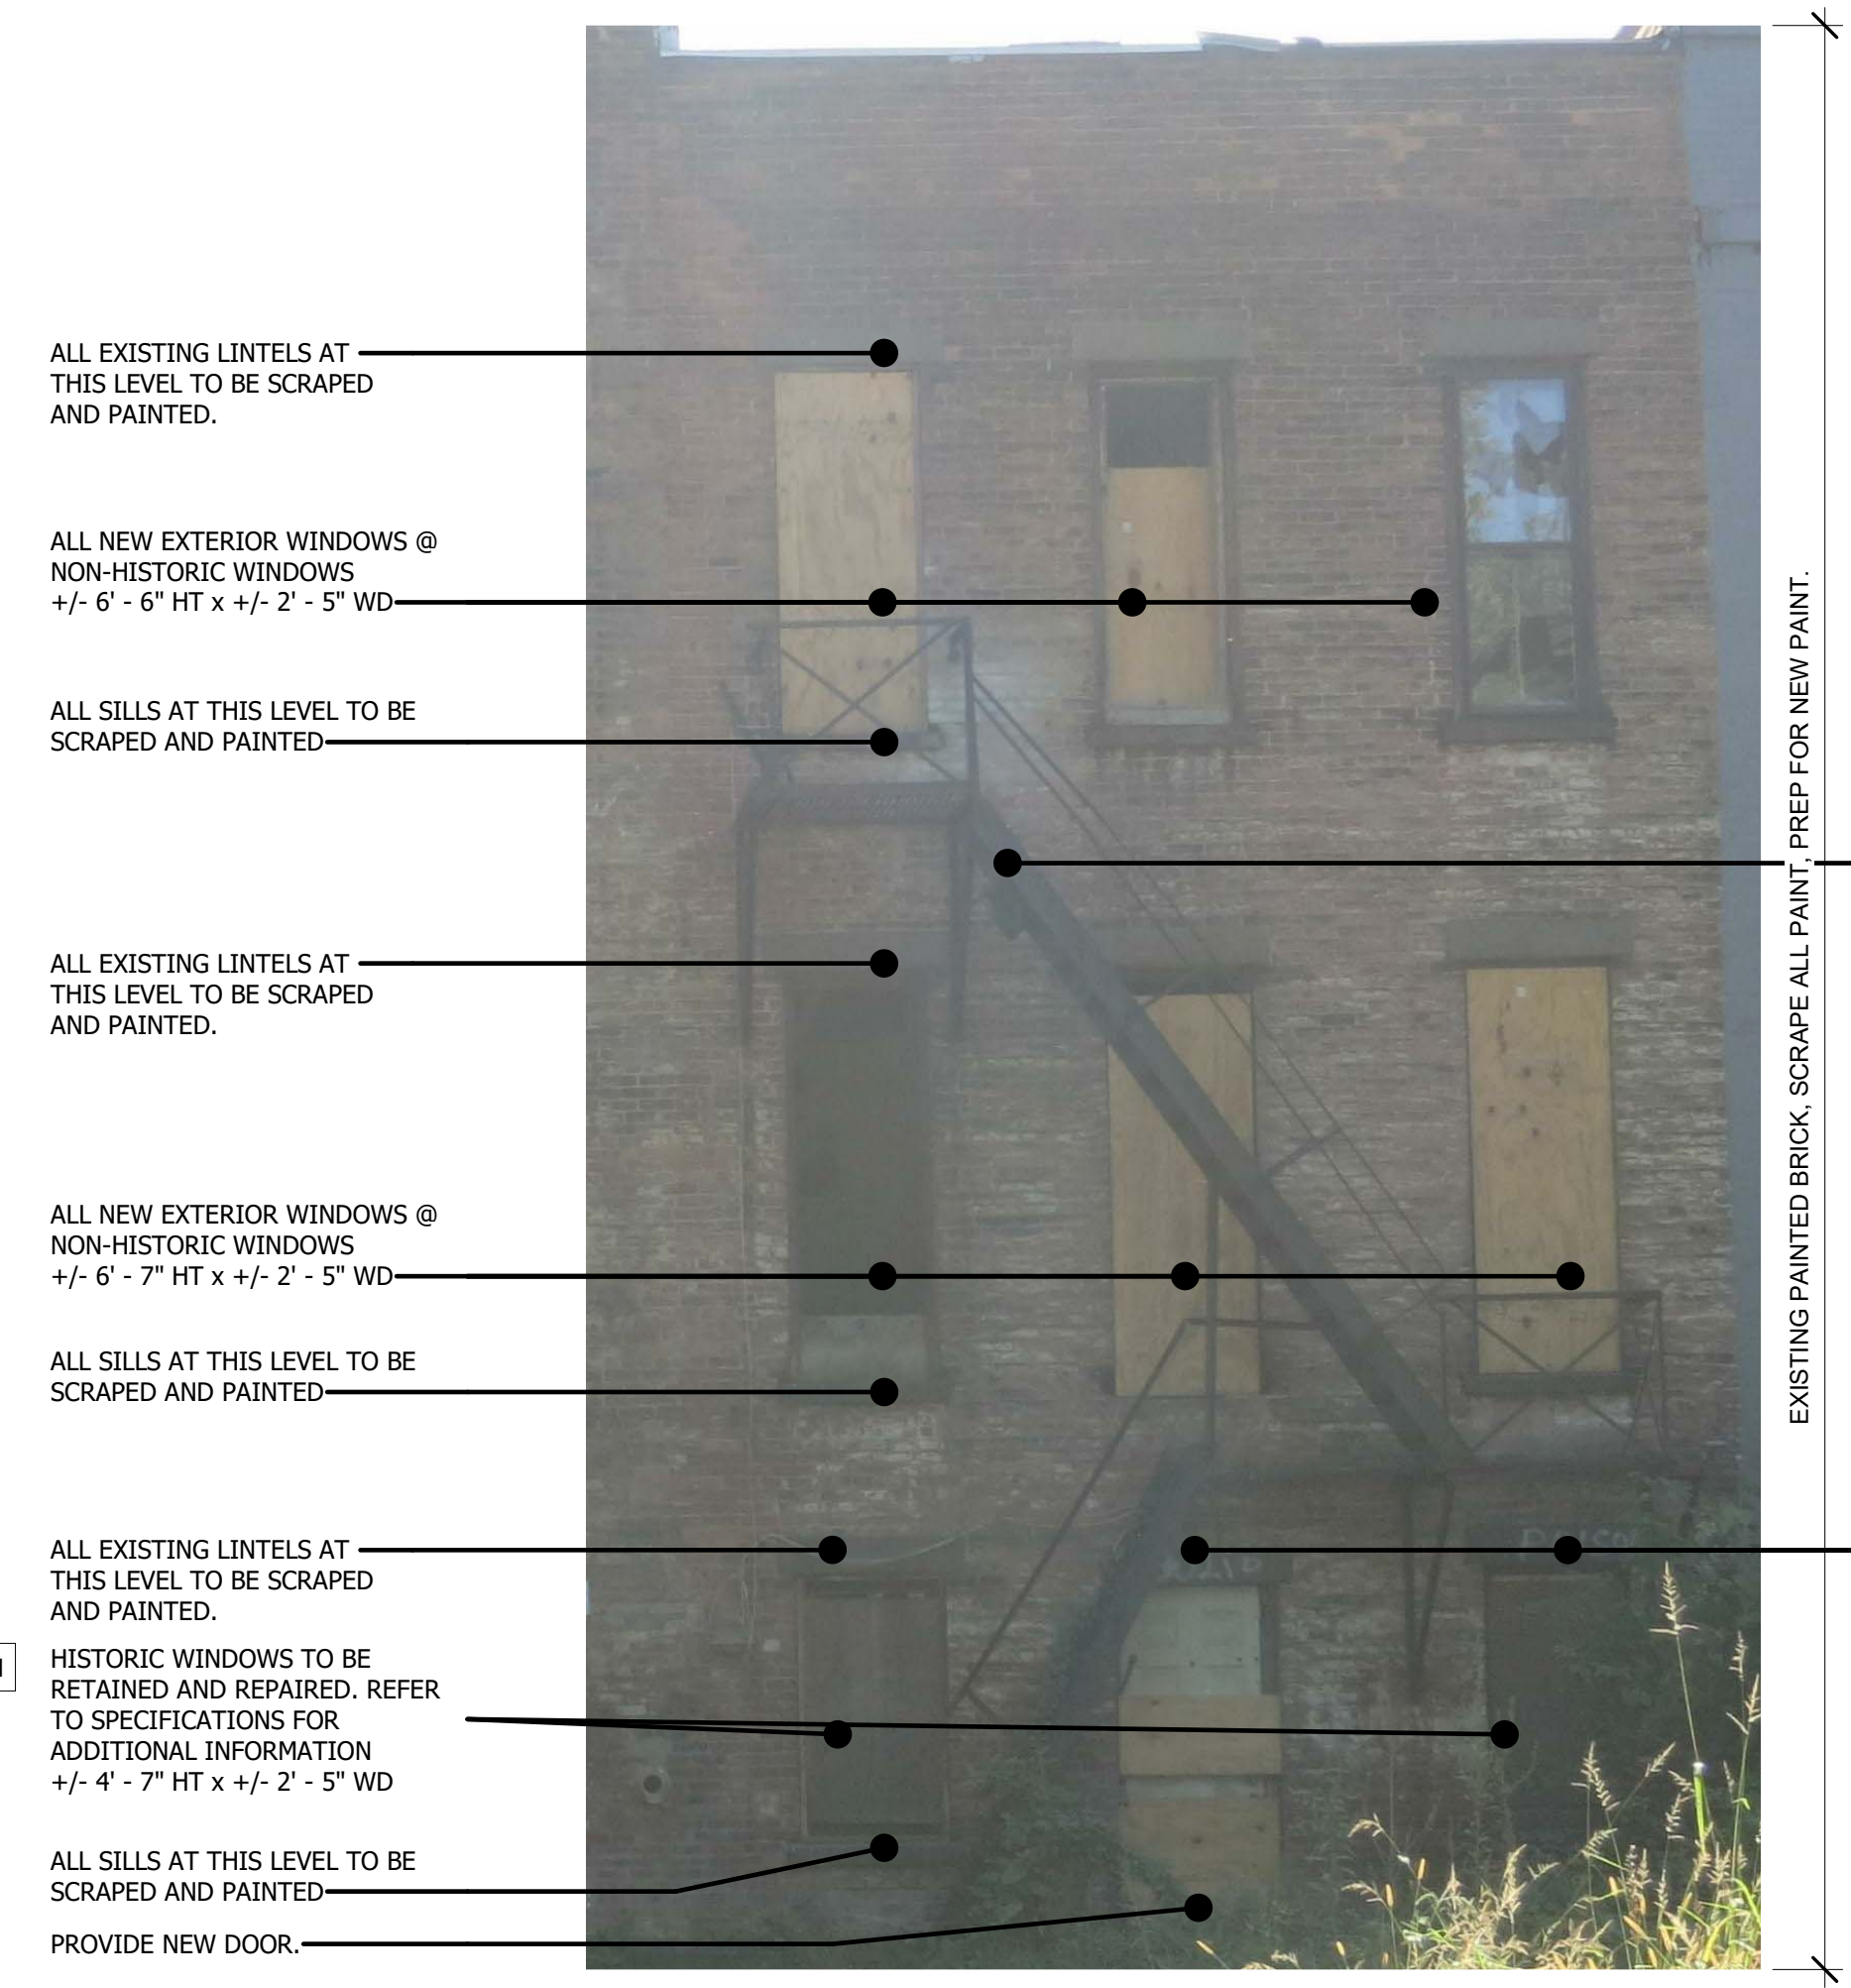 ALL EXISTING LINTELS AT
THIS LEVEL TO BE SCRAPED
AND PAINTED.
ALL NEW EXTERIOR WINDOWS @
NON-HISTORIC WINDOWS
+/- 6' - 6" HT x +/- 2' - 5" WD
ALL SILLS AT THIS LEVEL TO BE
SCRAPED AND PAINTED
ALL EXISTING LINTELS AT
THIS LEVEL TO BE SCRAPED
AND PAINTED.
ALL NEW EXTERIOR WINDOWS @
NON-HISTORIC WINDOWS
+/- 6' - 7" HT x +/- 2' - 5" WD
ALL SILLS AT THIS LEVEL TO BE
SCRAPED AND PAINTED
ALL EXISTING LINTELS AT
THIS LEVEL TO BE SCRAPED
AND PAINTED.
HISTORIC WINDOWS TO BE
RETAINED AND REPAIRED. REFER
TO SPECIFICATIONS FOR
ADDITIONAL INFORMATION
+/- 4' - 7" HT x +/- 2' - 5" WD
ALL SILLS AT THIS LEVEL TO BE
SCRAPED AND PAINTED
PROVIDE NEW DOOR.
EXISTING PAINTED BRICK, SCRAPE ALL PAINT, PREP FOR NEW PAINT.